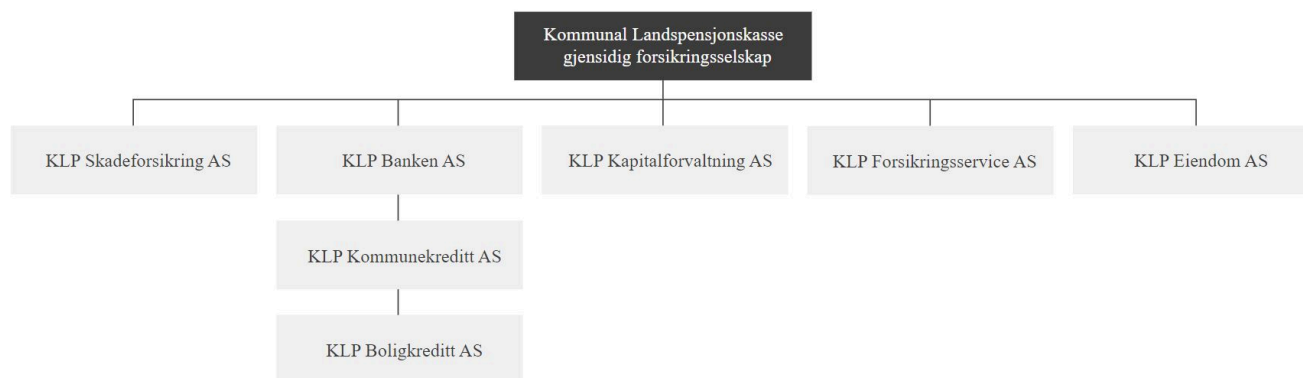 Kommunal Landspensjonskasse
gjensidig forsikringsselskap
KLP Skadeforsikring AS
KLP Banken AS
KLP Kapitalforvaltning AS
KLP Forsikringsservice AS
KLP Eiendom AS
KLP Kommunekreditt AS
KLP Boligkreditt AS